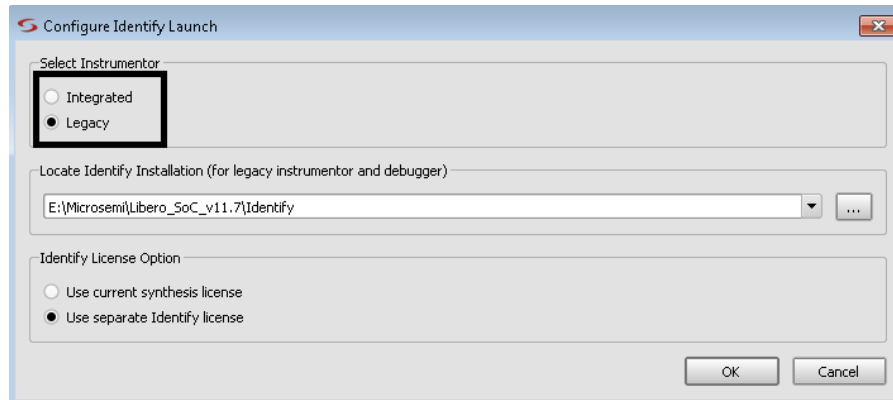 Configure Identify Launch
Select Instrumentor
Integrated
Legacy
Locate Identify Installation (for legacy instrumentor and debugger)
E:\Microsemi\Libero_SoC_v11.7\Identify
...
Identify License Option
Use current synthesis license
Use separate Identify license
OK Cancel